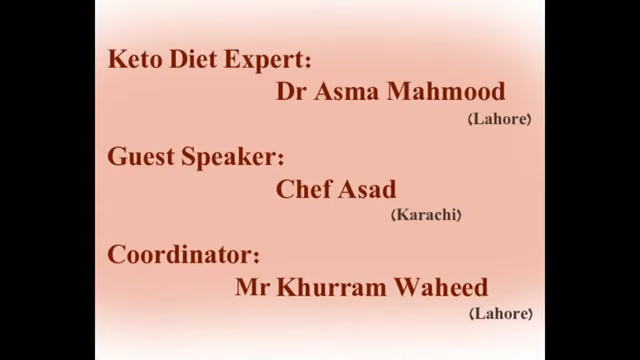 Keto Diet Expert:
Dr Asma Mahmood
(Lahore)
Guest Speaker:
Chef Asad
(Karachi)
Coordinator:
Mr Khurram Waheed
(Lahore)